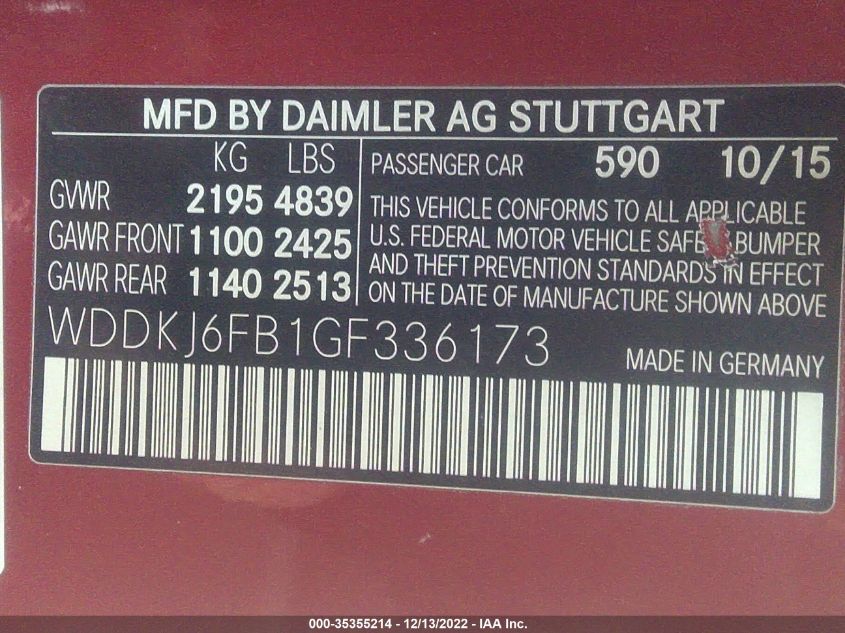 MFD BY DAIMLER AG STUTTGART
KG LBS
GVWR 2195 4839
GAWR FRONT 1100 2425
GAWR REAR 1140 2513
PASSENGER CAR 590 10/15
THIS VEHICLE CONFORMS TO ALL APPLICABLE
U.S. FEDERAL MOTOR VEHICLE SAFE BUMPER
AND THEFT PREVENTION STANDARDS IN EFFECT
ON THE DATE OF MANUFACTURE SHOWN ABOVE
WDDKJ6FB1GF336173
MADE IN GERMANY
000-35355214 - 12/13/2022 - IAA Inc.